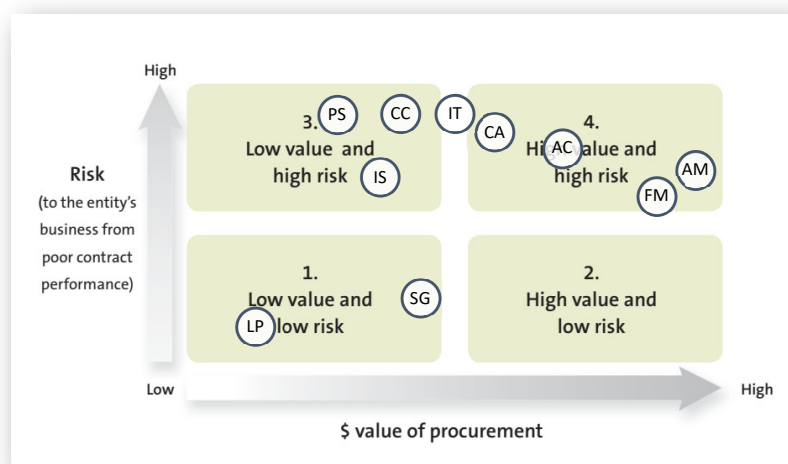 High
Risk
(to the entity's
business from
poor contract
performance)
3.
Low value and
high risk
PS
CC
IT
CA
IS
4.
High value and
high risk
AC
AM
FM
1.
Low value and
low risk
LP
SG
2.
High value and
low risk
Low
High
$ value of procurement